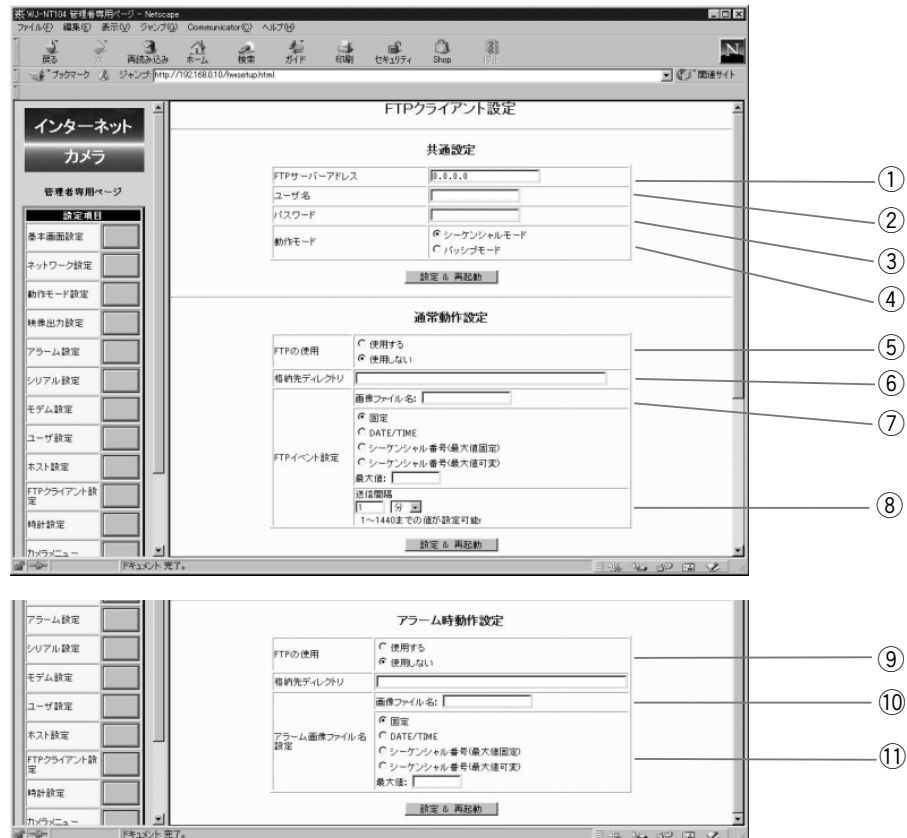 WJ-NT104 管理者専用ページ - Netscape
ファイル(F) 編集(E) 表示(V) ジャンプ(G) Communicator(C) ヘルプ(H)
戻る 次 再読み込み ホーム 検索 ガイド 印刷 セキュリティ Shop 停止
ブックマーク ジャンプ: http://192.168.0.10/hwsetup.html 関連サイト
インターネット
カメラ
管理者専用ページ
設定項目
基本画面設定
ネットワーク設定
動作モード設定
映像出力設定
アラーム設定
シリアル設定
モデム設定
ユーザ設定
ホスト設定
FTPクライアント設
定
時計設定
カメラメニュー
FTPクライアント設定
共通設定
FTPサーバーアドレス 0.0.0.0 ①
ユーザ名 ②
パスワード ③
動作モード シーケンシャルモード
パッシブモード ④
設定 & 再起動
通常動作設定
FTPの使用 使用する
使用しない ⑤
格納先ディレクトリ ⑥
画像ファイル名: ⑦
FTPイベント設定
固定
DATE/TIME
シーケンシャル番号(最大値固定)
シーケンシャル番号(最大値可変)
最大値:
送信間隔
1 分 ⑧
1～1440までの値が設定可能
設定 & 再起動
ドキュメント:完了。
アラーム設定
シリアル設定
モデム設定
ユーザ設定
ホスト設定
FTPクライアント設
定
時計設定
カメラメニュー
アラーム時動作設定
FTPの使用 使用する
使用しない ⑨
格納先ディレクトリ
画像ファイル名: ⑩
アラーム画像ファイル名
設定
固定
DATE/TIME
シーケンシャル番号(最大値固定)
シーケンシャル番号(最大値可変) ⑪
最大値:
設定 & 再起動
ドキュメント:完了。